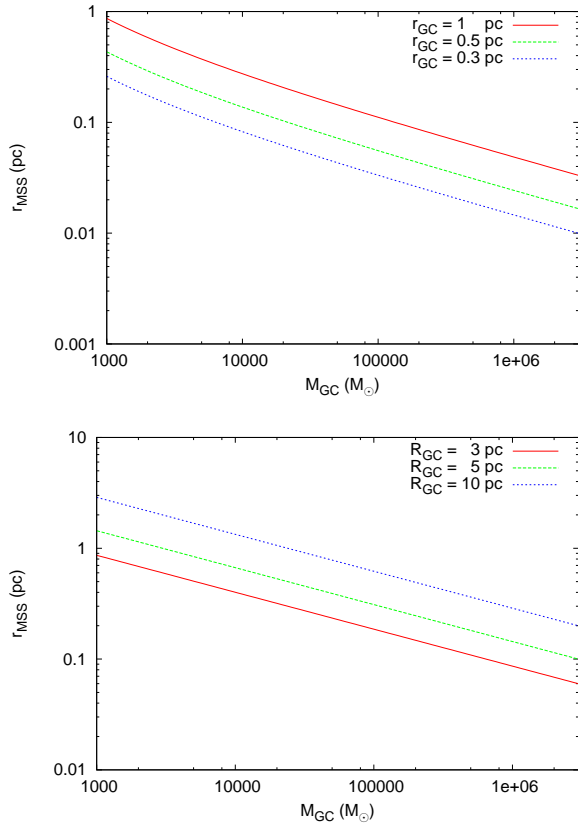 1
r_GC = 1 pc
r_GC = 0.5 pc
r_GC = 0.3 pc
0.1
r_MSS (pc)
0.01
0.001
1000 10000 100000 1e+06
M_GC (M_⊙)
10
R_GC = 3 pc
R_GC = 5 pc
R_GC = 10 pc
1
r_MSS (pc)
0.1
0.01
1000 10000 100000 1e+06
M_GC (M_⊙)